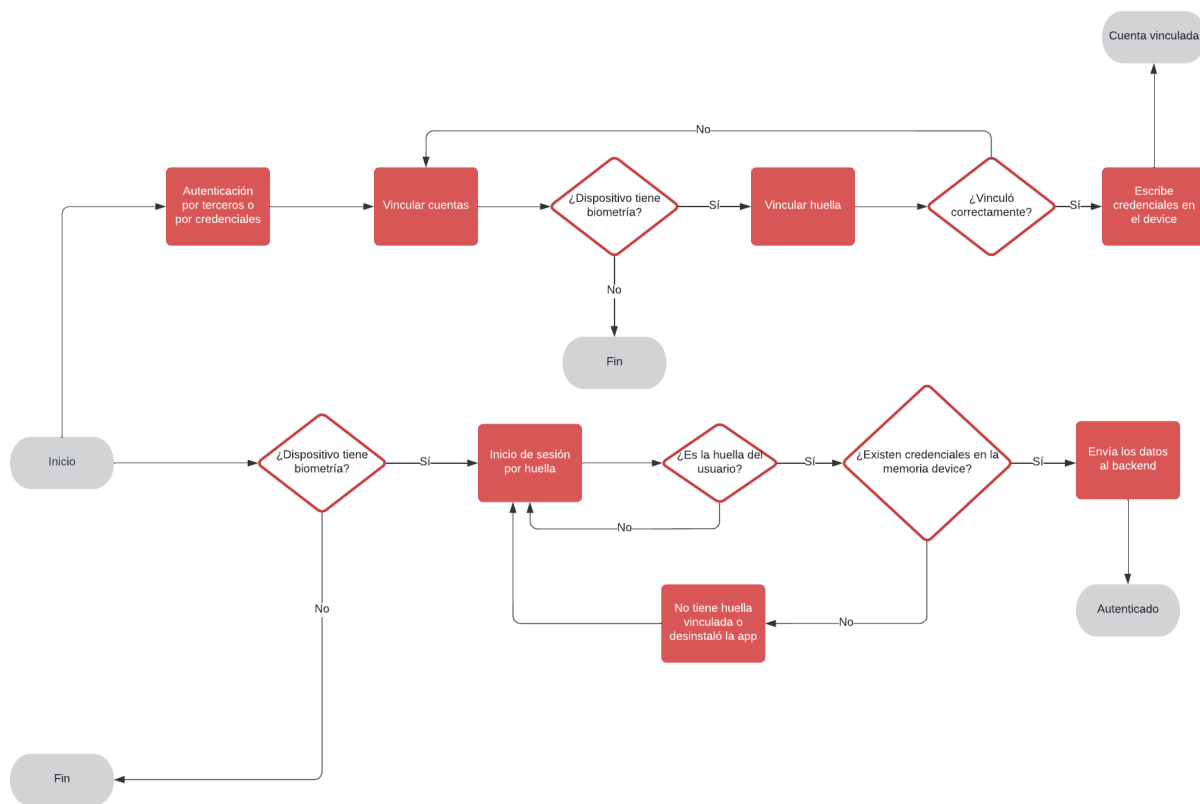 Cuenta vinculada
No
Autenticación
por terceros o
por credenciales
Vincular cuentas
¿Dispositivo tiene
biometría?
Sí
Vincular huella
¿Vinculó
correctamente?
Sí
Escribe
credenciales en
el device
No
Fin
Inicio
¿Dispositivo tiene
biometría?
Sí
Inicio de sesión
por huella
¿Es la huella del
usuario?
Sí
¿Existen credenciales en la
memoria device?
Sí
Envía los datos
al backend
No
No
No tiene huella
vinculada o
desinstaló la app
No
Autenticado
Fin